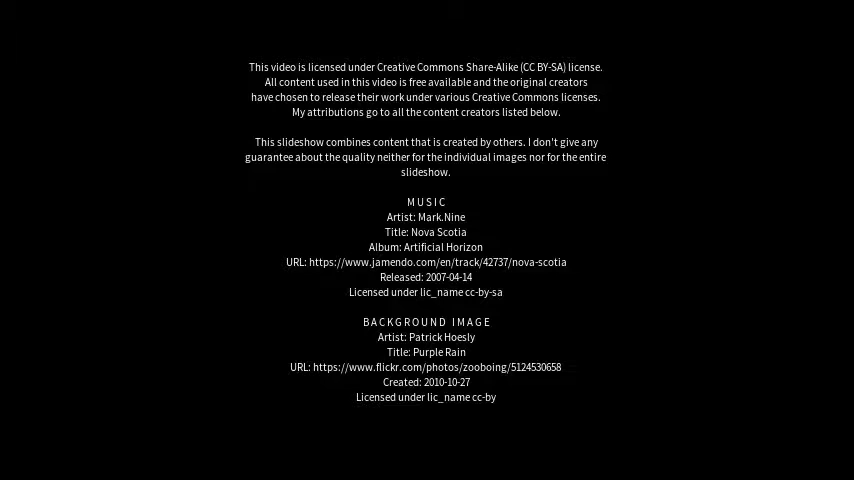 This video is licensed under Creative Commons Share-Alike (CC BY-SA) license.
All content used in this video is free available and the original creators
have chosen to release their work under various Creative Commons licenses.
My attributions go to all the content creators listed below.
This slideshow combines content that is created by others. I don't give any
guarantee about the quality neither for the individual images nor for the entire
slideshow.
MUSIC
Artist: Mark.Nine
Title: Nova Scotia
Album: Artificial Horizon
URL: https://www.jamendo.com/en/track/42737/nova-scotia
Released: 2007-04-14
Licensed under lic_name cc-by-sa
BACKGROUND IMAGE
Artist: Patrick Hoesly
Title: Purple Rain
URL: https://www.flickr.com/photos/zooboing/5124530658
Created: 2010-10-27
Licensed under lic_name cc-by